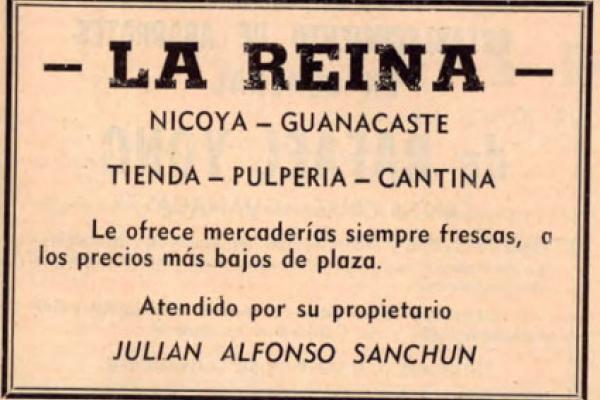 – LA REINA –
NICOYA – GUANACASTE
TIENDA – PULPERIA – CANTINA
Le ofrece mercaderías siempre frescas, a
los precios más bajos de plaza.
Atendido por su propietario
JULIAN ALFONSO SANCHUN